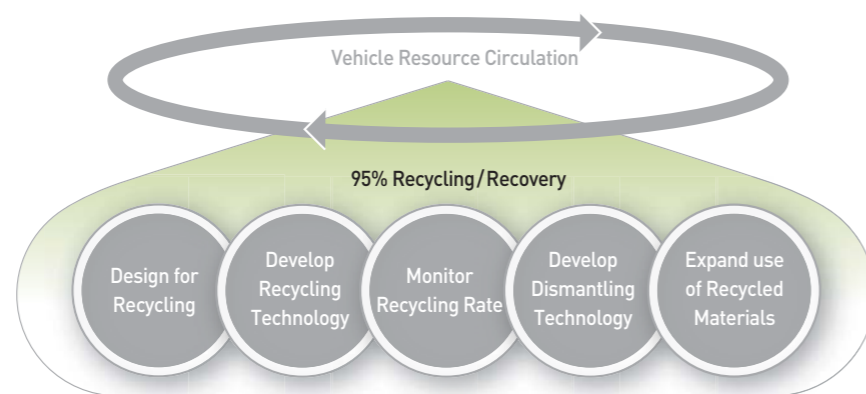 Vehicle Resource Circulation
95% Recycling/Recovery
Design for
Recycling
Develop
Recycling
Technology
Monitor
Recycling Rate
Develop
Dismantling
Technology
Expand use
of Recycled
Materials